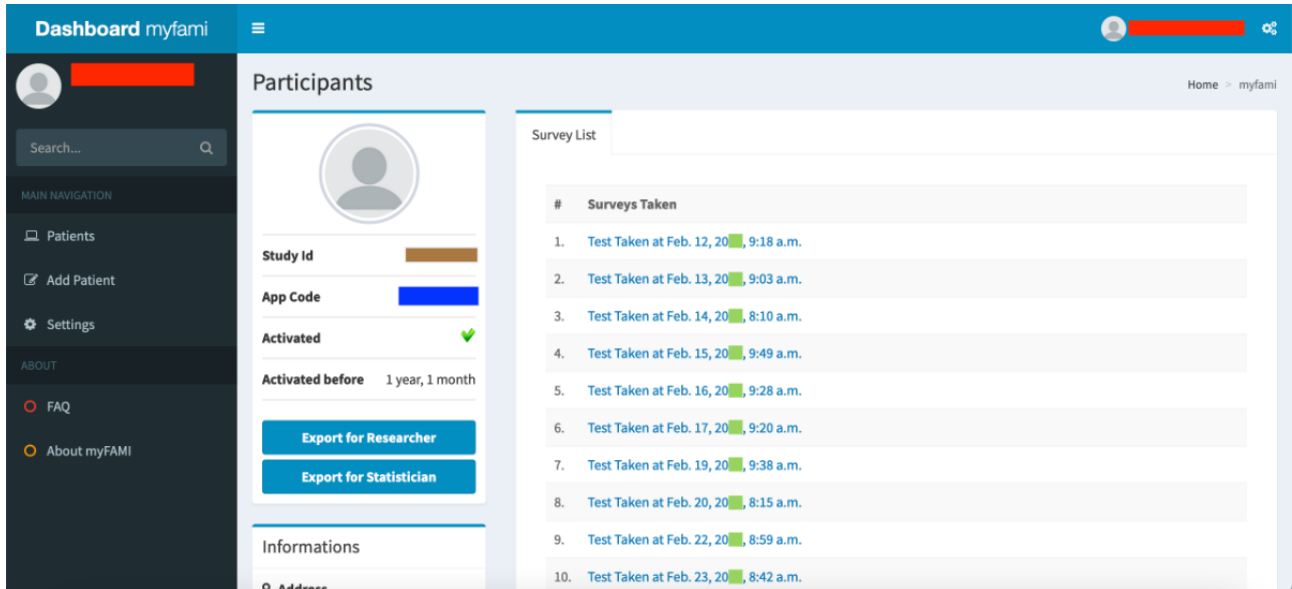 Dashboard myfami
Search...
MAIN NAVIGATION
Patients
Add Patient
Settings
ABOUT
FAQ
About myFAMI
Participants
Home > myfami
Study Id
App Code
Activated
Activated before 1 year, 1 month
Export for Researcher
Export for Statistician
Informations
Address
Survey List
# Surveys Taken
1. Test Taken at Feb. 12, 20 , 9:18 a.m.
2. Test Taken at Feb. 13, 20 , 9:03 a.m.
3. Test Taken at Feb. 14, 20 , 8:10 a.m.
4. Test Taken at Feb. 15, 20 , 9:49 a.m.
5. Test Taken at Feb. 16, 20 , 9:28 a.m.
6. Test Taken at Feb. 17, 20 , 9:20 a.m.
7. Test Taken at Feb. 19, 20 , 9:38 a.m.
8. Test Taken at Feb. 20, 20 , 8:15 a.m.
9. Test Taken at Feb. 22, 20 , 8:59 a.m.
10. Test Taken at Feb. 23, 20 , 8:42 a.m.